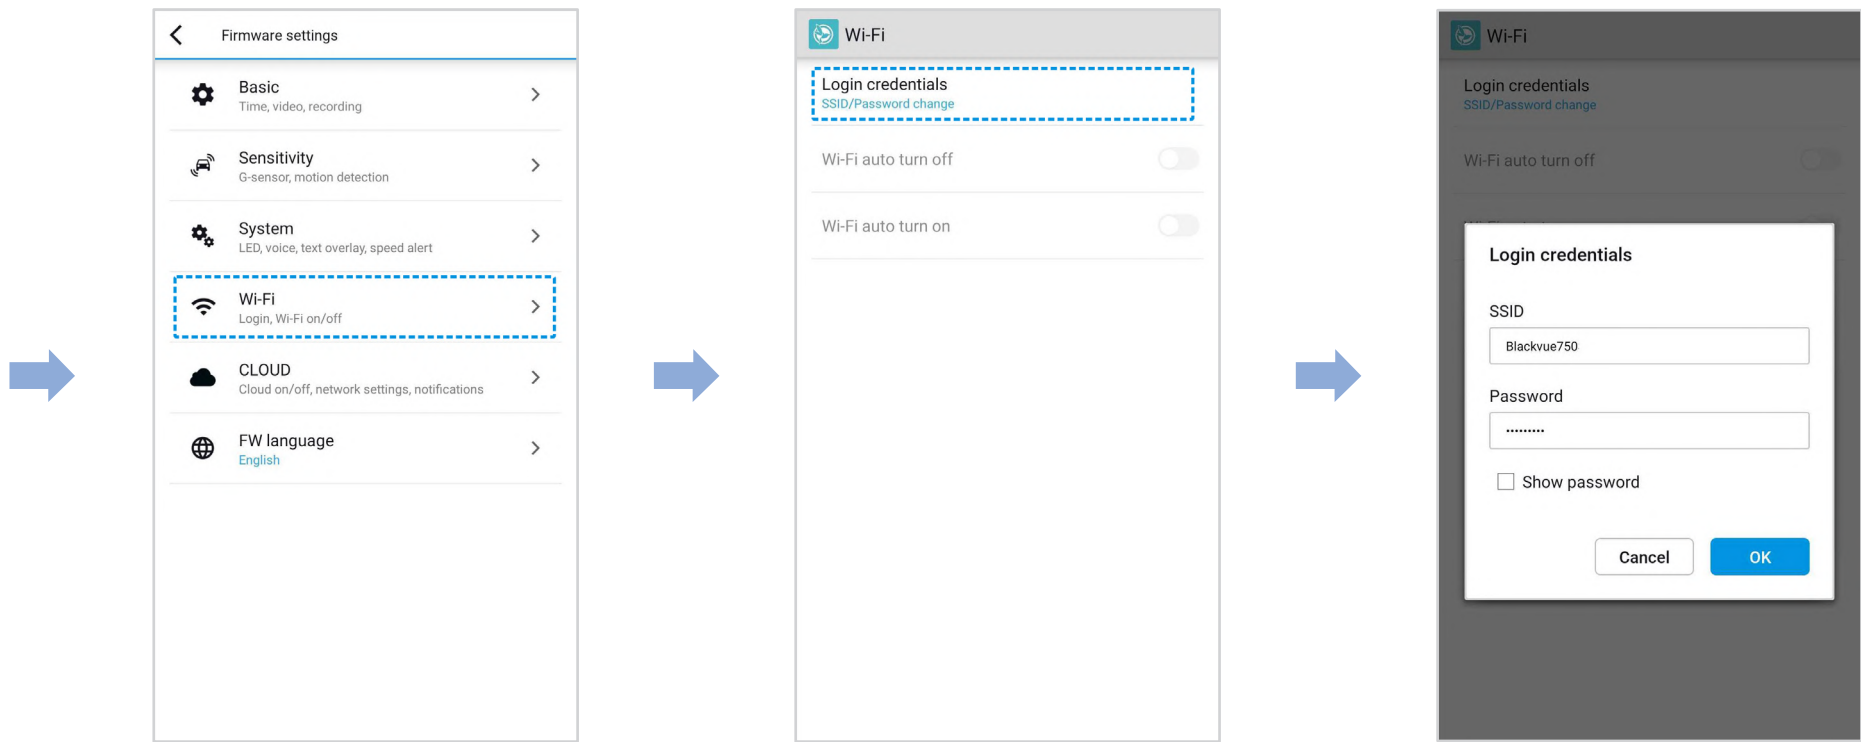 Firmware settings
Basic
Time, video, recording
Sensitivity
G-sensor, motion detection
System
LED, voice, text overlay, speed alert
Wi-Fi
Login, Wi-Fi on/off
CLOUD
Cloud on/off, network settings, notifications
FW language
English
Wi-Fi
Login credentials
SSID/Password change
Wi-Fi auto turn off
Wi-Fi auto turn on
Wi-Fi
Login credentials
SSID/Password change
Wi-Fi auto turn off
Login credentials
SSID
Blackvue750
Password
•••••••••
Show password
Cancel
OK